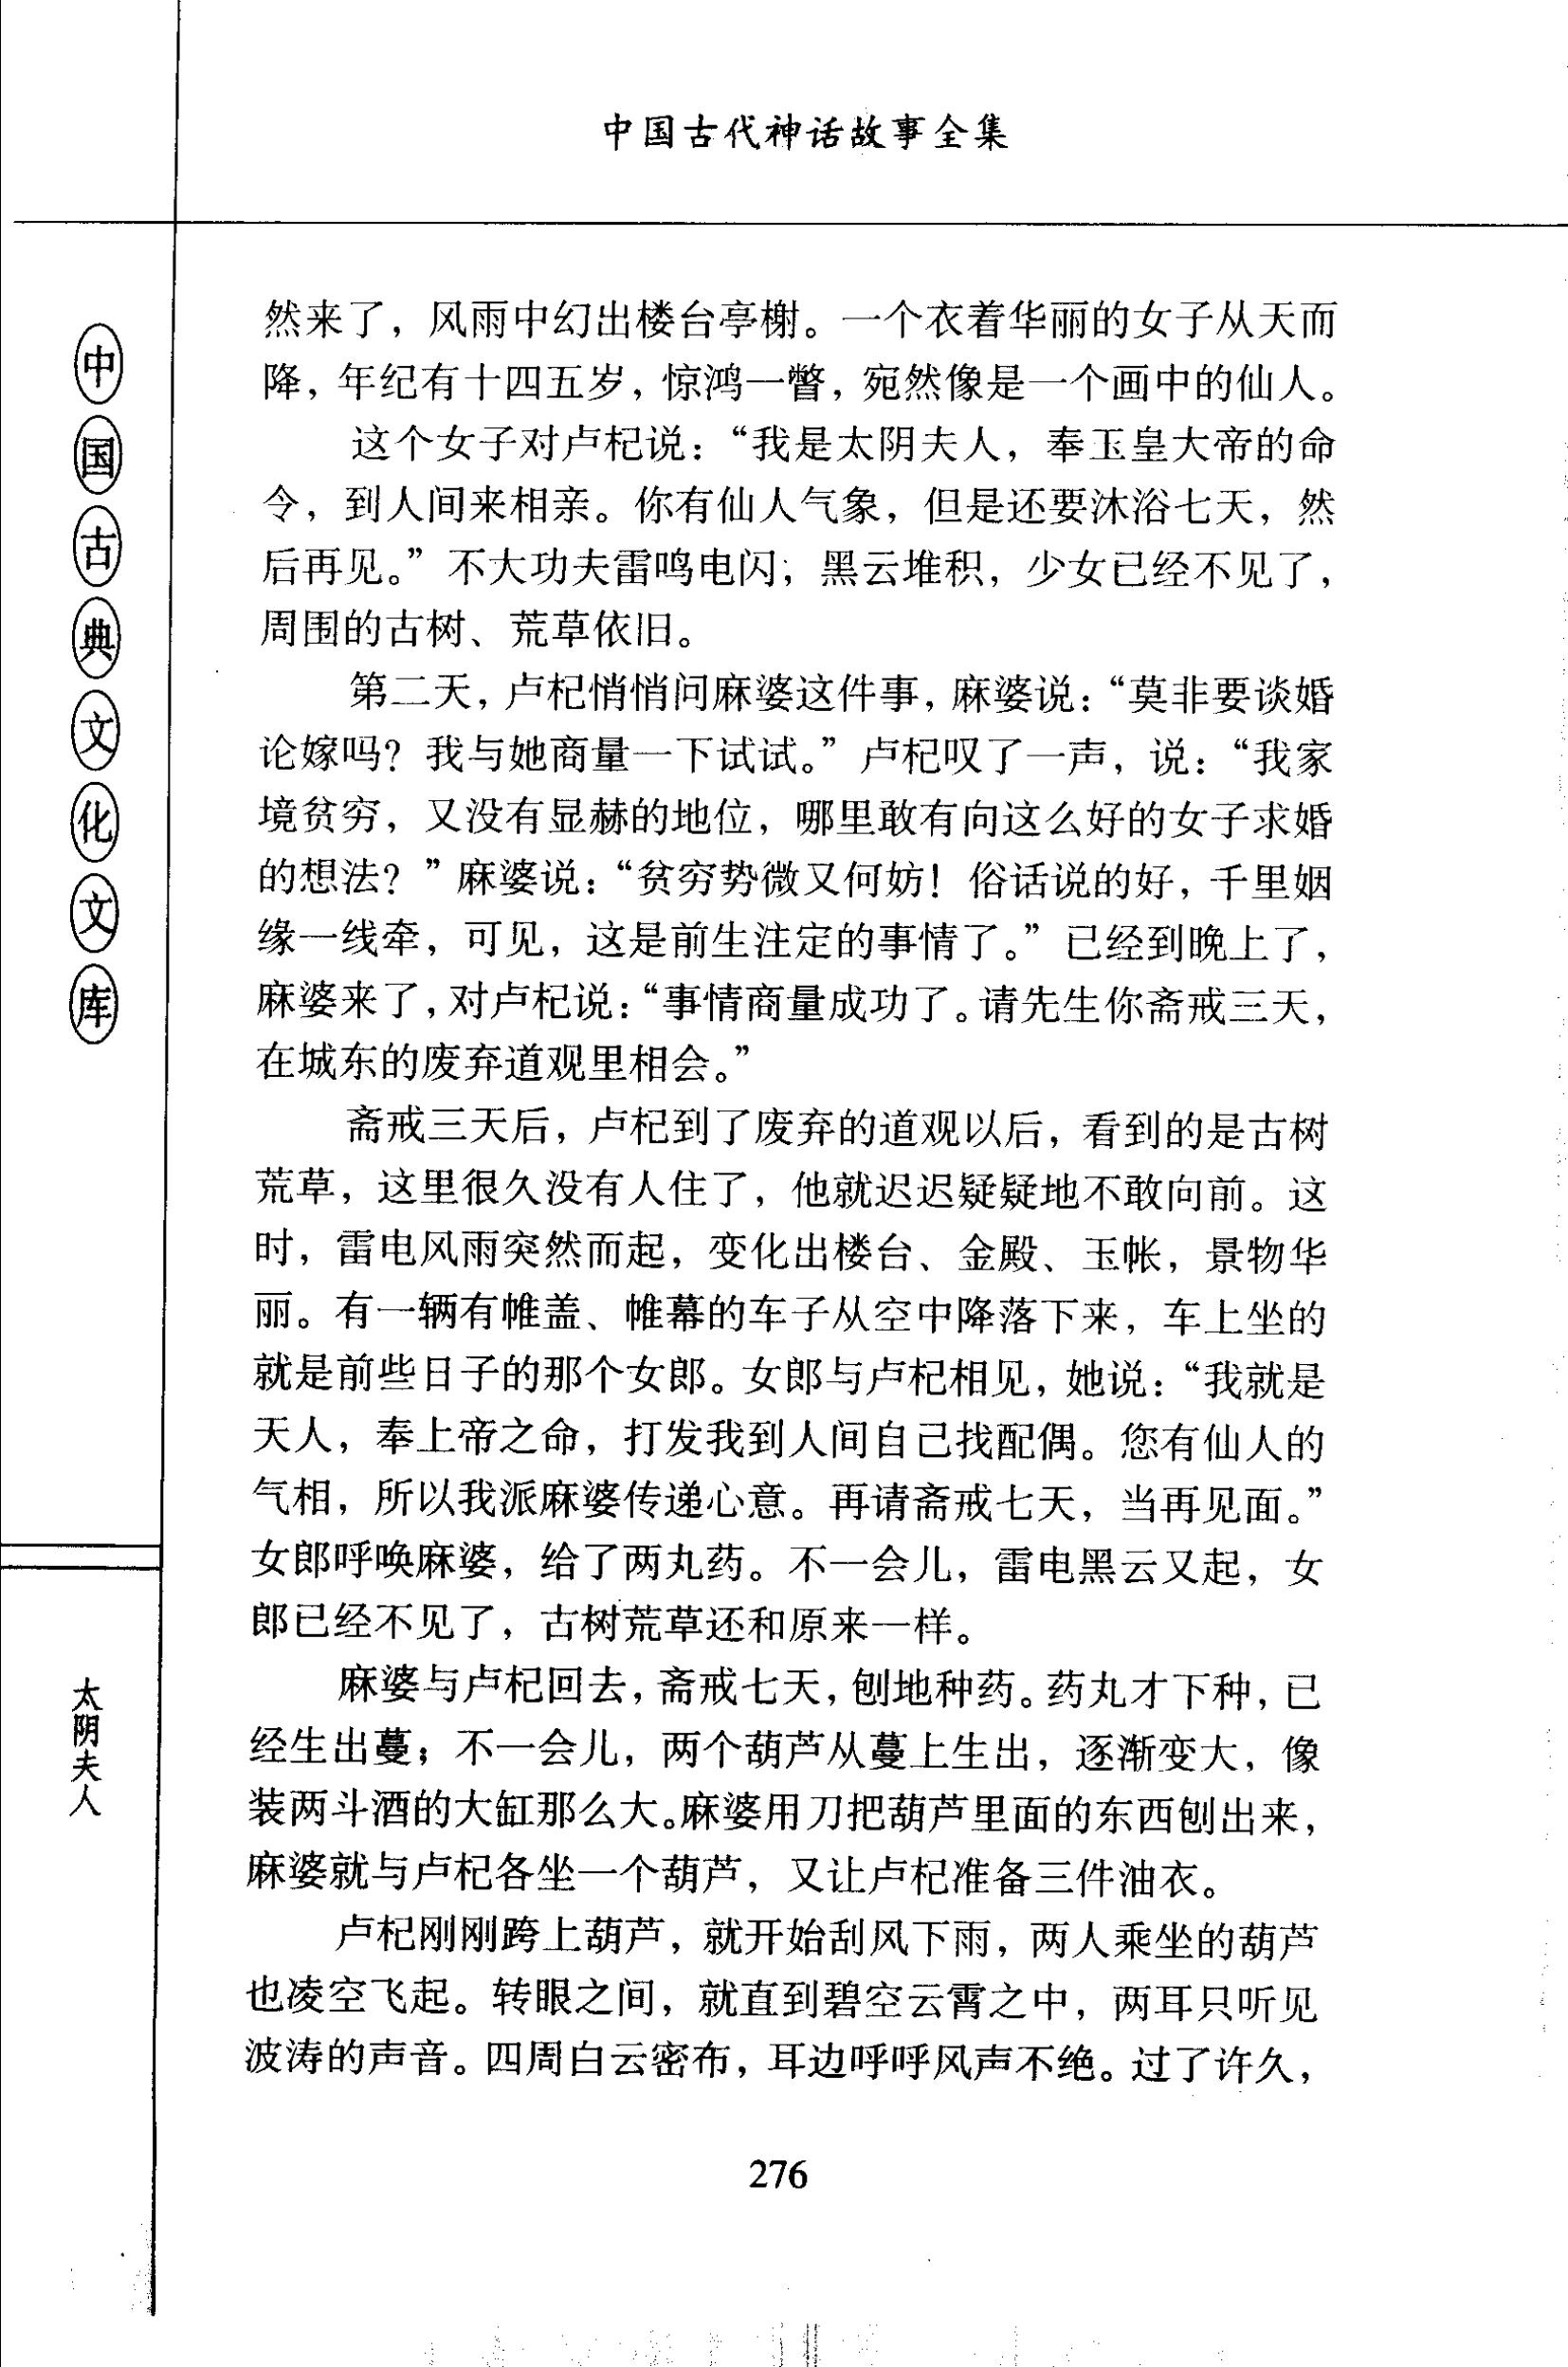 中国古代神话故事全集
中国古典文化文库
太阴夫人
然来了，风雨中幻出楼台亭榭。一个衣着华丽的女子从天而
降，年纪有十四五岁，惊鸿一瞥，宛然像是一个画中的仙人。
这个女子对卢杞说：“我是太阴夫人，奉玉皇大帝的命
令，到人间来相亲。你有仙人气象，但是还要沐浴七天，然
后再见。”不大功夫雷鸣电闪；黑云堆积，少女已经不见了，
周围的古树、荒草依旧。
第二天，卢杞悄悄问麻婆这件事，麻婆说：“莫非要谈婚
论嫁吗？我与她商量一下试试。”卢杞叹了一声，说：“我家
境贫穷，又没有显赫的地位，哪里敢有向这么好的女子求婚
的想法？”麻婆说：“贫穷势微又何妨！俗话说的好，千里姻
缘一线牵，可见，这是前生注定的事情了。”已经到晚上了，
麻婆来了，对卢杞说：“事情商量成功了。请先生你斋戒三天，
在城东的废弃道观里相会。”
斋戒三天后，卢杞到了废弃的道观以后，看到的是古树
荒草，这里很久没有人住了，他就迟迟疑疑地不敢向前。这
时，雷电风雨突然而起，变化出楼台、金殿、玉帐，景物华
丽。有一辆有帷盖、帷幕的车子从空中降落下来，车上坐的
就是前些日子的那个女郎。女郎与卢杞相见，她说：“我就是
天人，奉上帝之命，打发我到人间自己找配偶。您有仙人的
气相，所以我派麻婆传递心意。再请斋戒七天，当再见面。”
女郎呼唤麻婆，给了两丸药。不一会儿，雷电黑云又起，女
郎已经不见了，古树荒草还和原来一样。
麻婆与卢杞回去，斋戒七天，刨地种药。药丸才下种，已
经生出蔓；不一会儿，两个葫芦从蔓上生出，逐渐变大，像
装两斗酒的大缸那么大。麻婆用刀把葫芦里面的东西刨出来，
麻婆就与卢杞各坐一个葫芦，又让卢杞准备三件油衣。
卢杞刚刚跨上葫芦，就开始刮风下雨，两人乘坐的葫芦
也凌空飞起。转眼之间，就直到碧空云霄之中，两耳只听见
波涛的声音。四周白云密布，耳边呼呼风声不绝。过了许久，
276